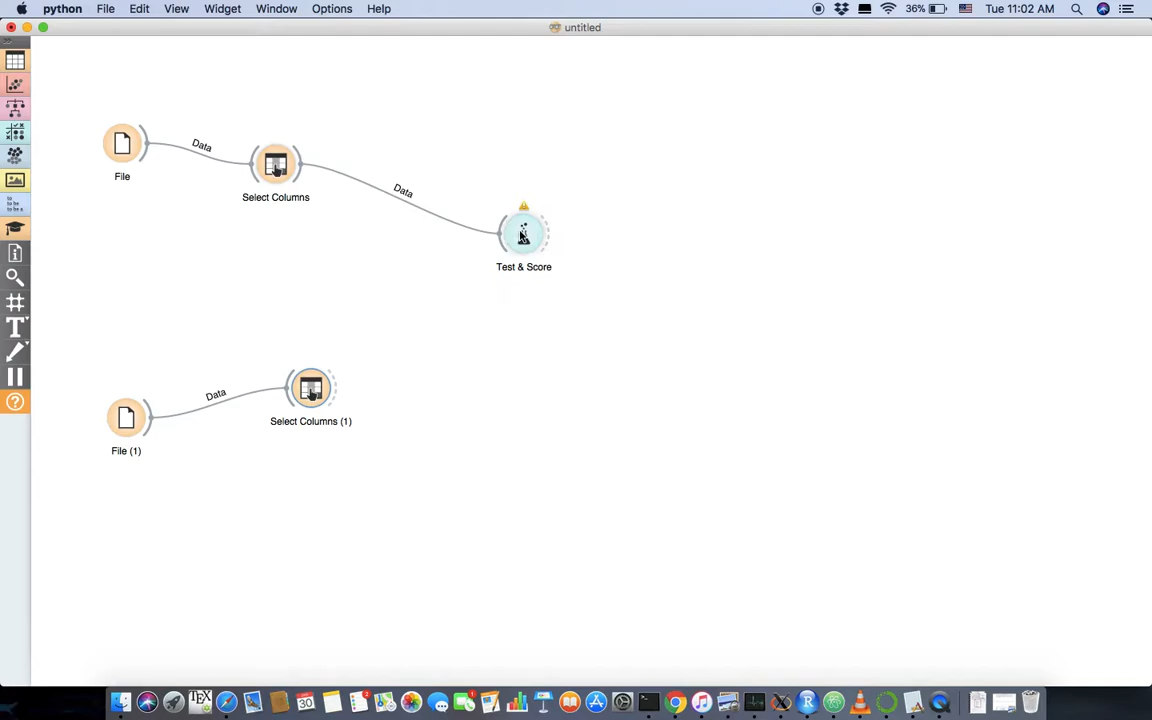 python File Edit View Widget Window Options Help 36% Tue 11:02 AM
untitled
Data
Data
File
Select Columns
Test & Score
Data
Select Columns (1)
File (1)